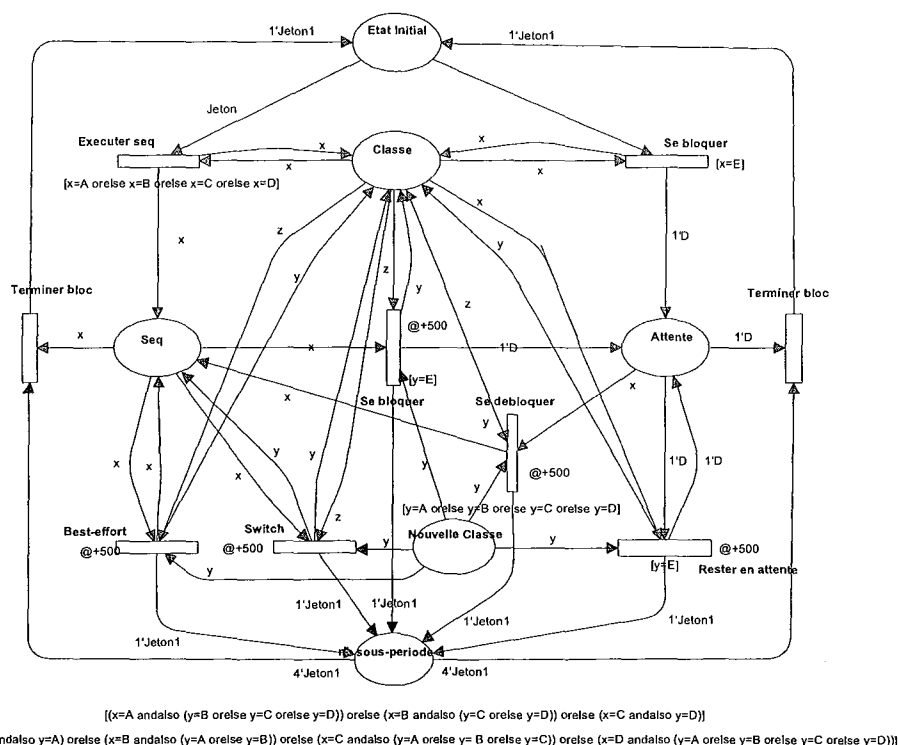 Etat Initial
1'Jeton1
1'Jeton1
Jeton
Executer seq
Classe
Se bloquer
x
x
x
x
[x=E]
[x=A orelse x=B orelse x=C orelse x=D]
x
z
y
x
y
1'D
z
y
z
Terminer bloc
Terminer bloc
@+500
x
Seq
x
1'D
Attente
1'D
[y=E]
Se bloquer
x
Se debloquer
x
y
y
y
x
x
x
y
y
1'D
1'D
@+500
[y=A orelse y=B orelse y=C orelse y=D]
Best-effort
@+500
Switch
@+500
z
Nouvelle Classe
y
y
@+500
[y=E]
Rester en attente
y
1'Jeton1
1'Jeton1
1'Jeton1
1'Jeton1
1'Jeton1
sous-periode
4'Jeton1
4'Jeton1
[(x=A andalso (y=B orelse y=C orelse y=D)) orelse (x=B andalso (y=C orelse y=D)) orelse (x=C andalso y=D)]
andalso y=A) orelse (x=B andalso (y=A orelse y=B)) orelse (x=C andalso (y=A orelse y= B orelse y=C)) orelse (x=D andalso (y=A orelse y=B orelse y=C orelse y=D))]